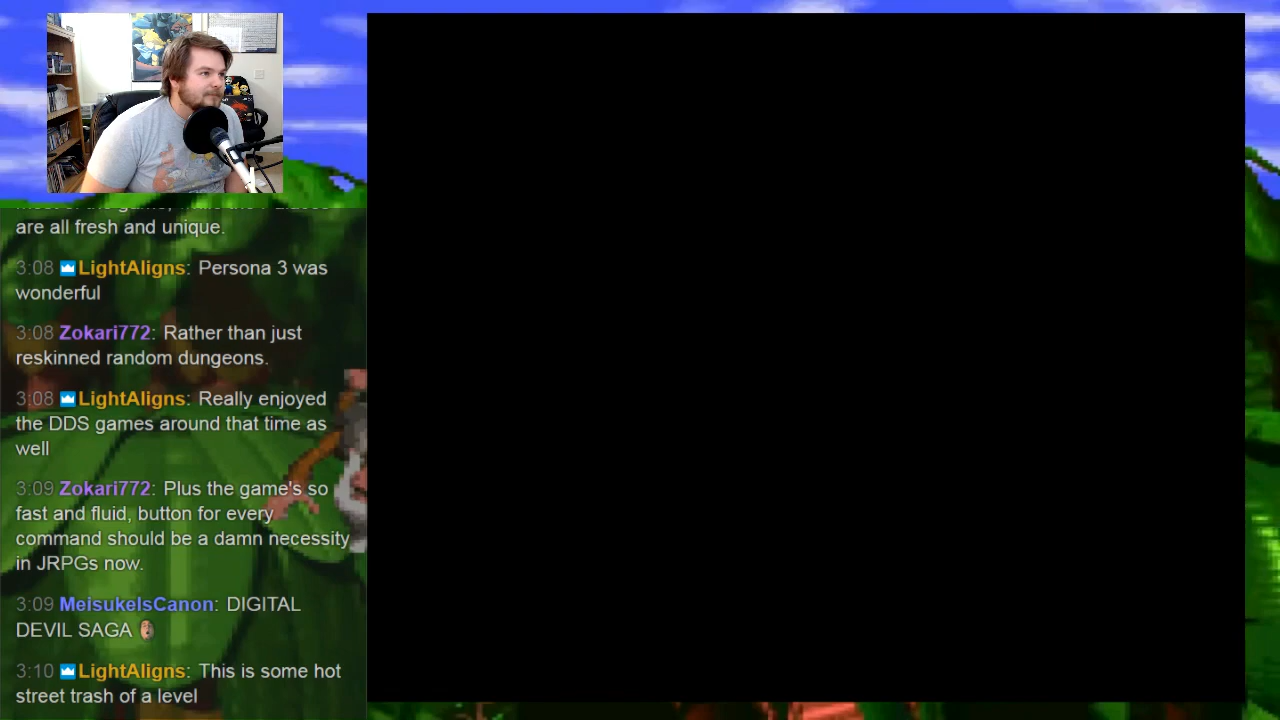 are all fresh and unique.
3:08 LightAligns: Persona 3 was
wonderful
3:08 Zokari772: Rather than just
reskinned random dungeons.
3:08 LightAligns: Really enjoyed
the DDS games around that time as
well
3:09 Zokari772: Plus the game's so
fast and fluid, button for every
command should be a damn necessity
in JRPGs now.
3:09 MeisukeIsCanon: DIGITAL
DEVIL SAGA
3:10 LightAligns: This is some hot
street trash of a level